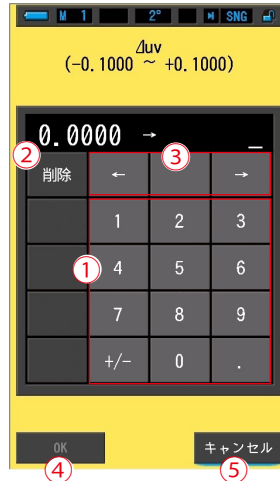 M 1 2° SNG
⊿uv
(-0.1000 ~ +0.1000)
0.0000 → _
② 削除 ← ③ →
1 2 3
① 4 5 6
7 8 9
+/- 0 .
OK キャンセル
④ ⑤